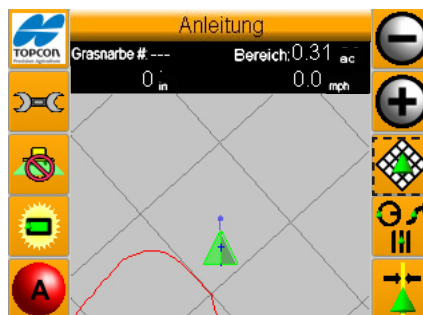 Anleitung
TOPCON
Precision Agriculture
Grasnarbe #: ---
Bereich: 0.31 ac
0 in
0.0 mph
A